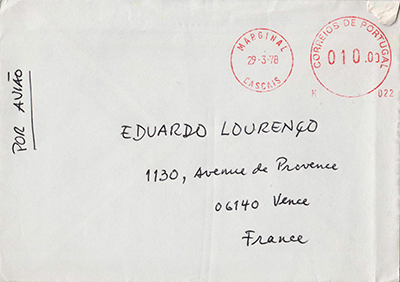 MARGINAL
29-3-78
CASCAIS
CORREIOS DE PORTUGAL
010.00
K 022
POR AVIÃO
EDUARDO LOURENÇO
1130, Avenue de Provence
06140 Vence
France